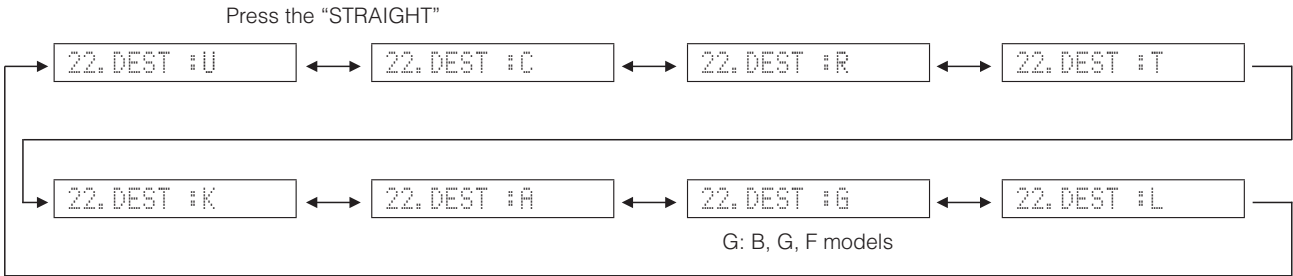 Press the “STRAIGHT”
22.DEST :U
22.DEST :C
22.DEST :R
22.DEST :T
22.DEST :K
22.DEST :A
22.DEST :G
22.DEST :L
G: B, G, F models